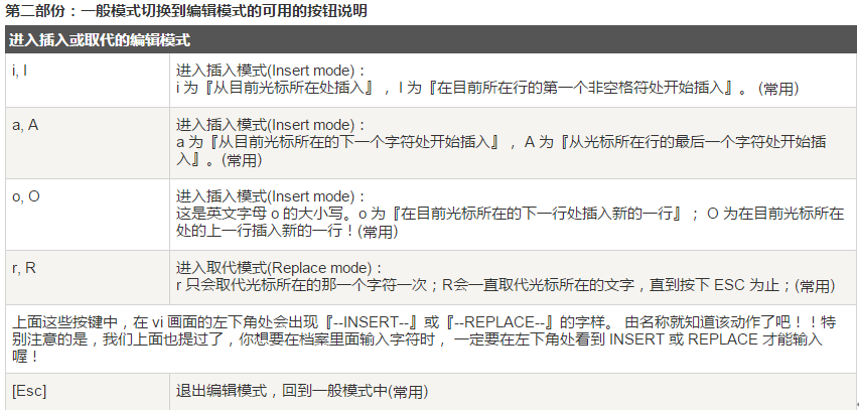 第二部份：一般模式切换到编辑模式的可用的按钮说明
进入插入或取代的编辑模式
i, I
进入插入模式(Insert mode)：
i 为『从目前光标所在处插入』， I 为『在目前所在行的第一个非空格符处开始插入』。 (常用)
a, A
进入插入模式(Insert mode)：
a 为『从目前光标所在的下一个字符处开始插入』， A 为『从光标所在行的最后一个字符处开始插
入』。(常用)
o, O
进入插入模式(Insert mode)：
这是英文字母 o 的大小写。o 为『在目前光标所在的下一行处插入新的一行』； O 为在目前光标所在
处的上一行插入新的一行！(常用)
r, R
进入取代模式(Replace mode)：
r 只会取代光标所在的那一个字符一次；R会一直取代光标所在的文字，直到按下 ESC 为止；(常用)
上面这些按键中，在 vi 画面的左下角处会出现『--INSERT--』或『--REPLACE--』的字样。 由名称就知道该动作了吧！！特
别注意的是，我们上面也提过了，你想要在档案里面输入字符时， 一定要在左下角处看到 INSERT 或 REPLACE 才能输入
喔！
[Esc]
退出编辑模式，回到一般模式中(常用)